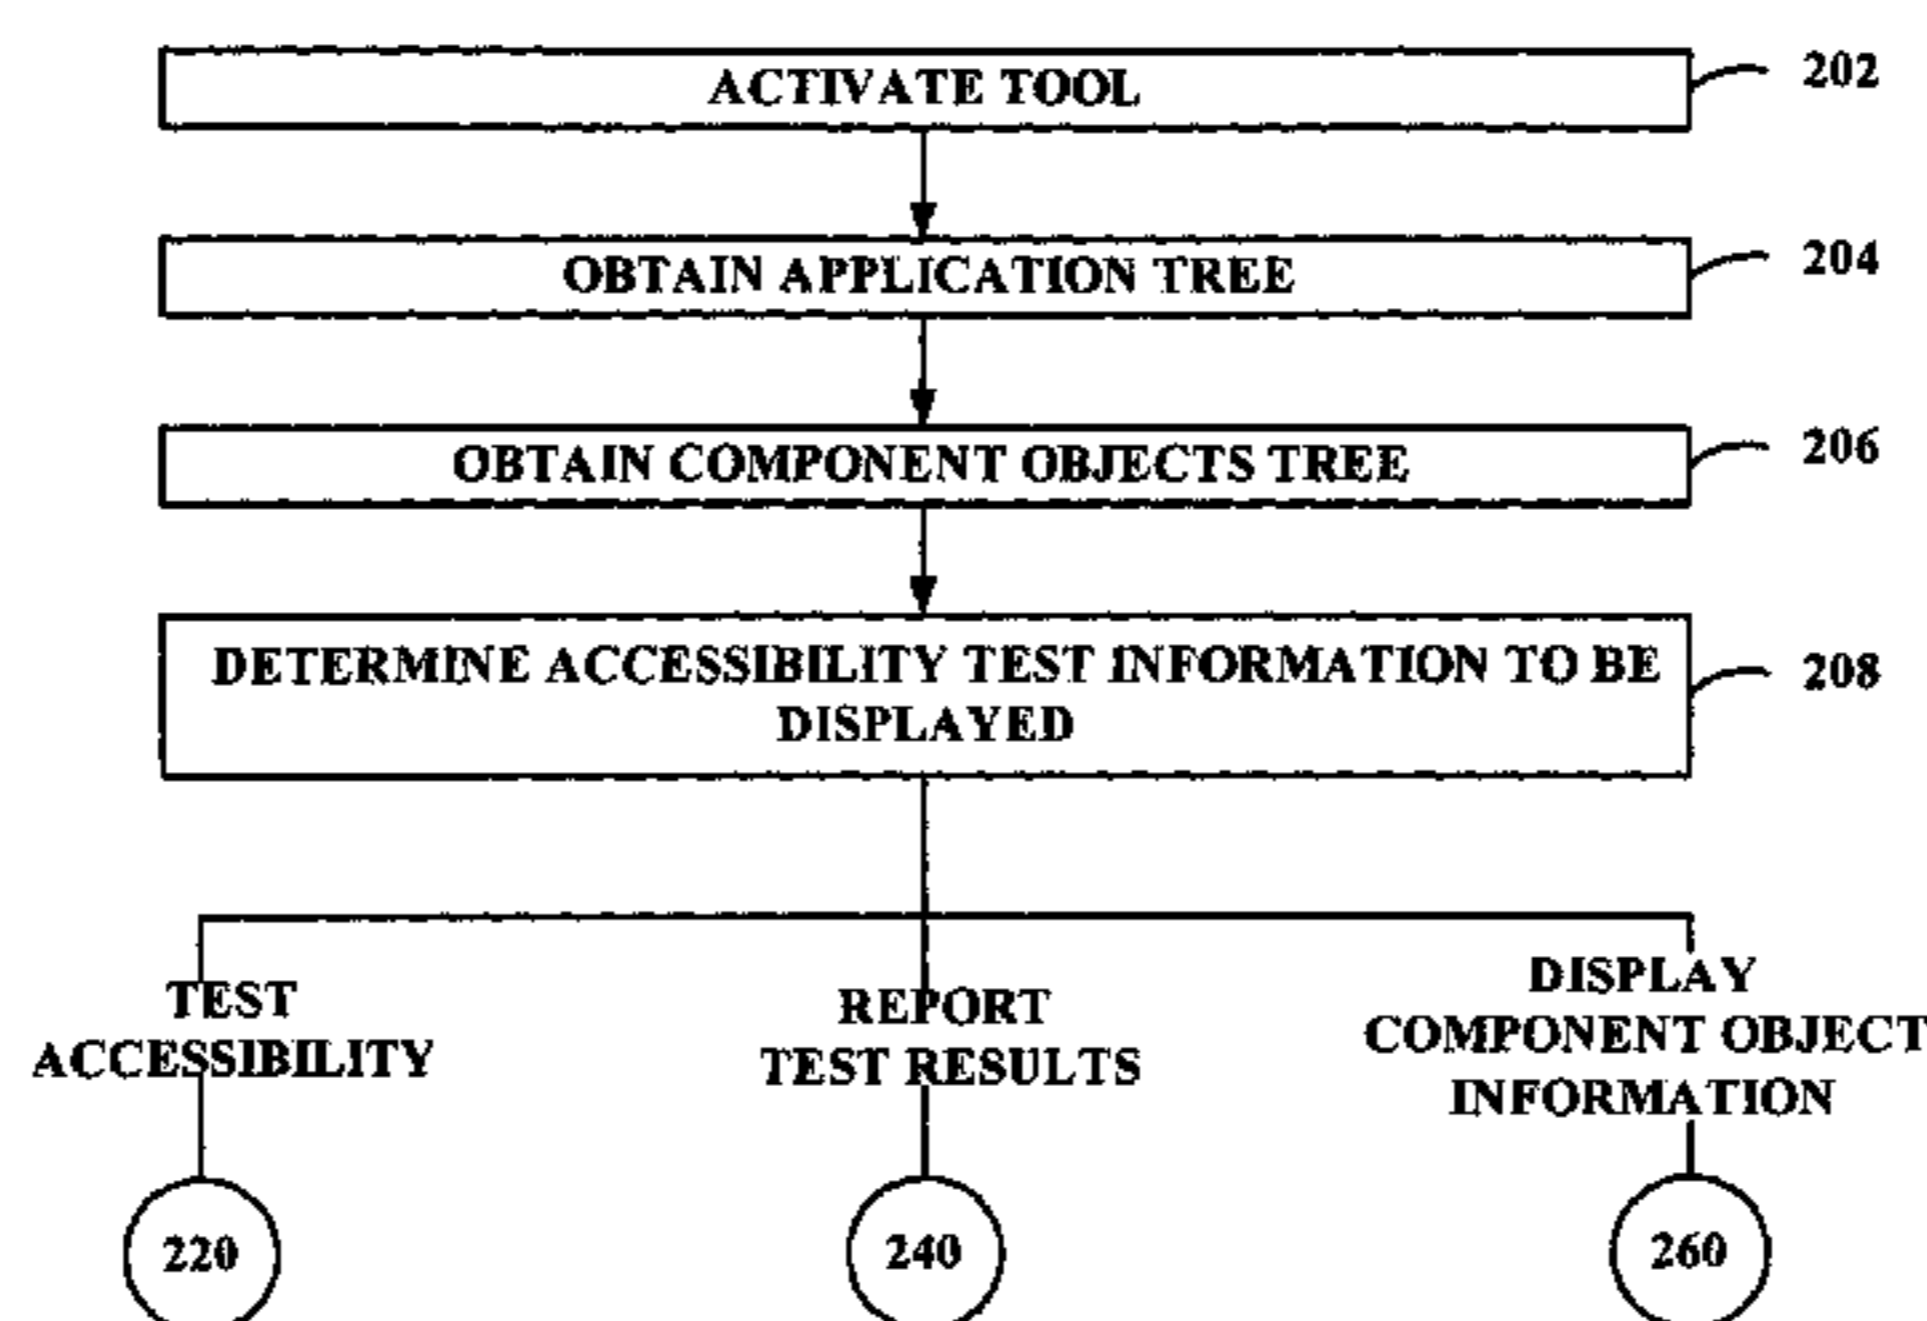 ACTIVATE TOOL
202
OBTAIN APPLICATION TREE
204
OBTAIN COMPONENT OBJECTS TREE
206
DETERMINE ACCESSIBILITY TEST INFORMATION TO BE
DISPLAYED
208
TEST
ACCESSIBILITY
REPORT
TEST RESULTS
DISPLAY
COMPONENT OBJECT
INFORMATION
220
240
260